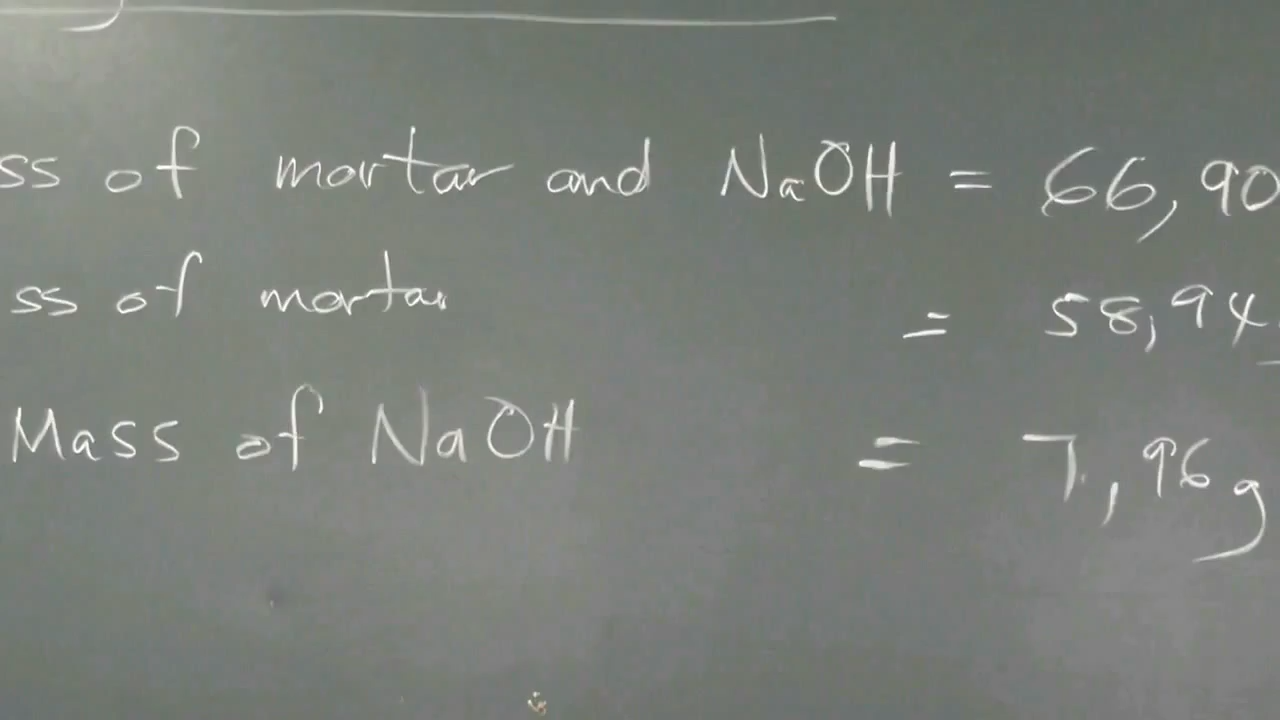 ss of mortar and NaOH = 66,90
ss of mortar = 58,94
Mass of NaOH = 7,96g